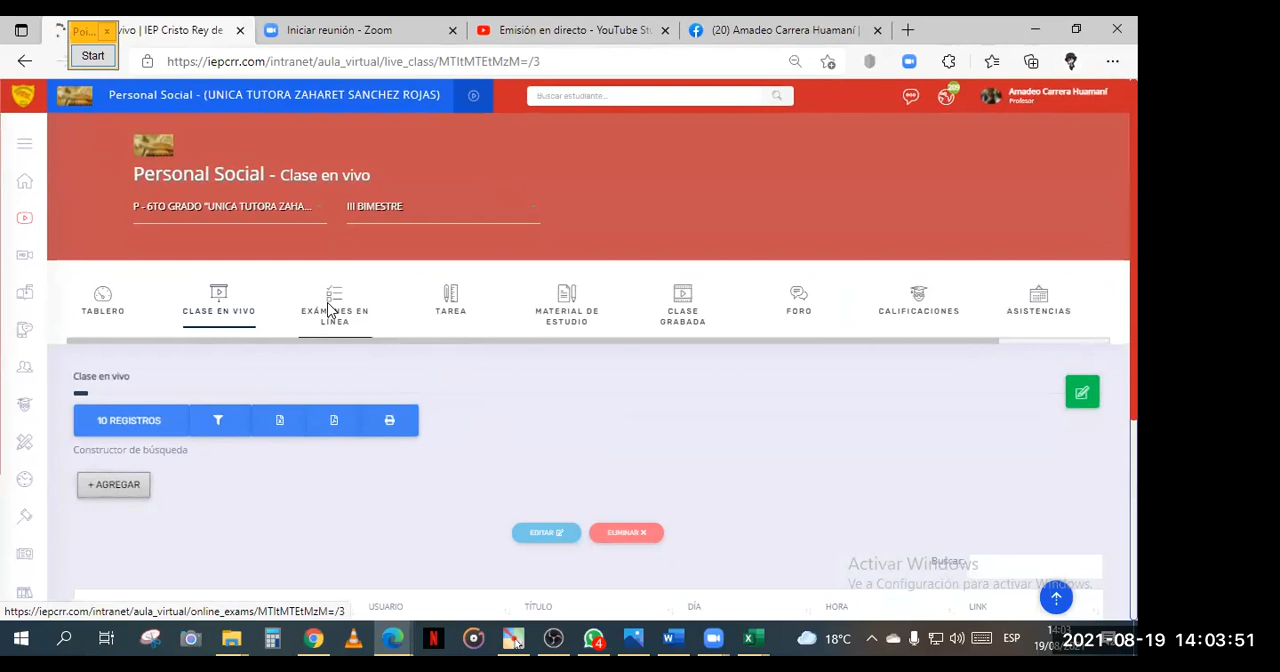 Poi...
vivo | IEP Cristo Rey de
Iniciar reunión - Zoom
Emisión en directo - YouTube St
(20) Amadeo Carrera Huamaní |
Start
https://iepcrr.com/intranet/aula_virtual/live_class/MTItMTEtMzM=/3
Personal Social - (UNICA TUTORA ZAHARET SANCHEZ ROJAS)
Buscar estudiante...
Amadeo Carrera Huamaní
Profesor
Personal Social - Clase en vivo
P - 6TO GRADO "UNICA TUTORA ZAHA...
III BIMESTRE
TABLERO
CLASE EN VIVO
EXÁMENES EN LÍNEA
TAREA
MATERIAL DE ESTUDIO
CLASE GRABADA
FORO
CALIFICACIONES
ASISTENCIAS
Clase en vivo
10 REGISTROS
Constructor de búsqueda
+ AGREGAR
EDITAR
ELIMINAR
Buscar:
Activar Windows
Ve a Configuración para activar Windows.
https://iepcrr.com/intranet/aula_virtual/online_exams/MTItMTEtMzM=/3
USUARIO
TÍTULO
DÍA
HORA
LINK
4
18°C
ESP
14:03
19/08/2021
2021-08-19 14:03:51